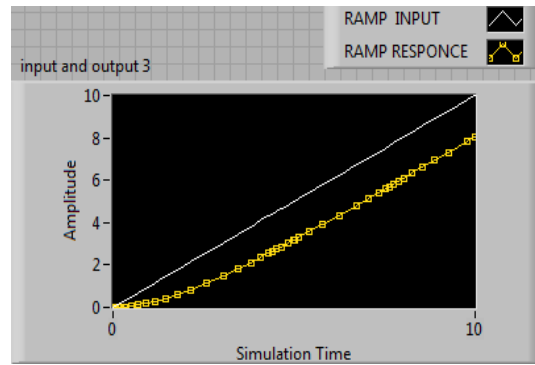 RAMP INPUT
RAMP RESPONCE
input and output 3
10
8
6
4
2
0
Amplitude
0
10
Simulation Time